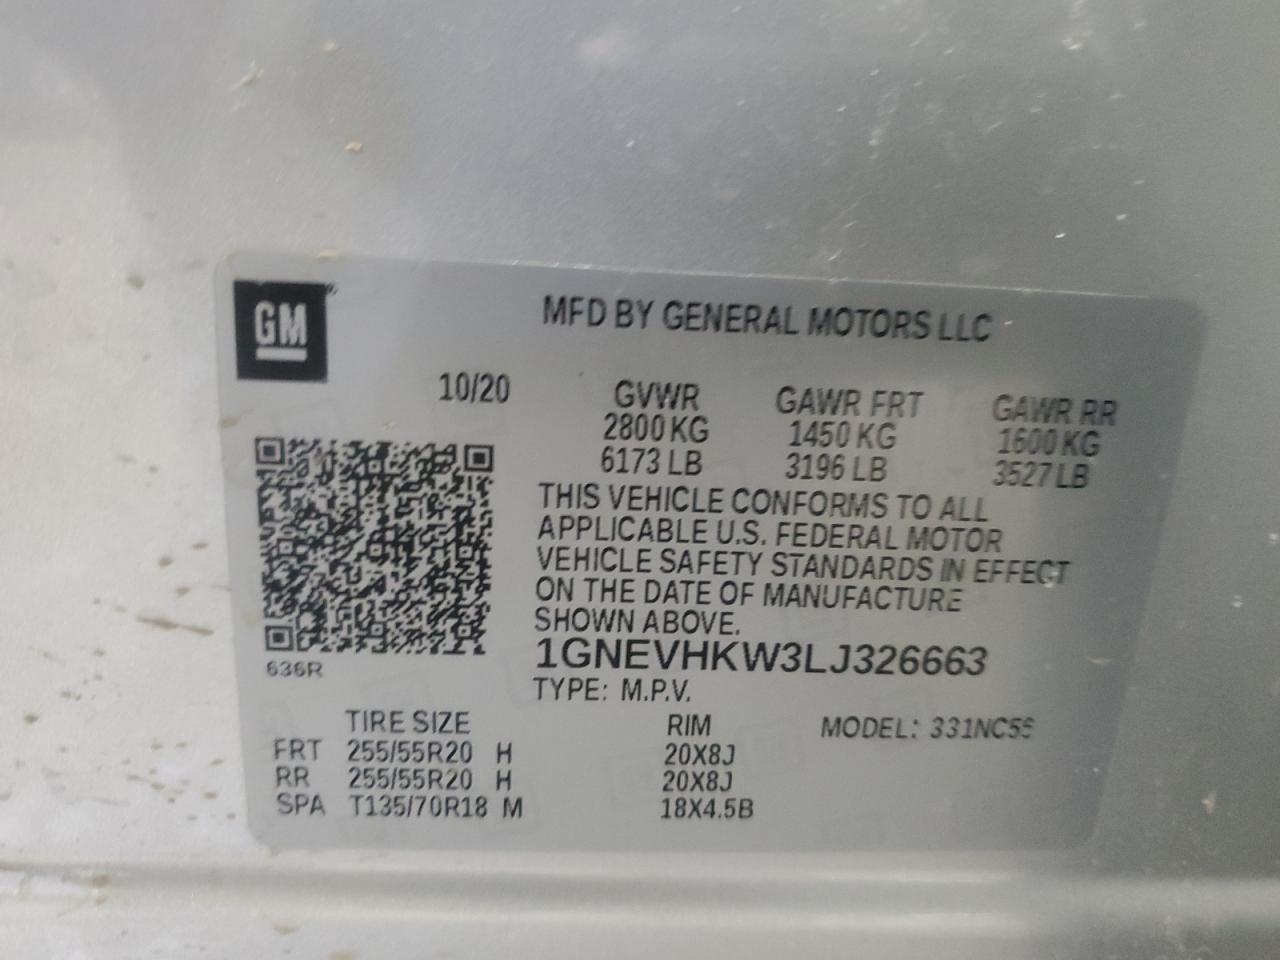 GM
MFD BY GENERAL MOTORS LLC
10/20 GVWR GAWR FRT GAWR RR
2800 KG 1450 KG 1600 KG
6173 LB 3196 LB 3527 LB
THIS VEHICLE CONFORMS TO ALL
APPLICABLE U.S. FEDERAL MOTOR
VEHICLE SAFETY STANDARDS IN EFFECT
ON THE DATE OF MANUFACTURE
SHOWN ABOVE.
636R
1GNEVHKW3LJ326663
TYPE: M.P.V.
TIRE SIZE RIM MODEL:
FRT 255/55R20 H 20X8J
RR 255/55R20 H 20X8J
SPA T135/70R18 M 18X4.5B